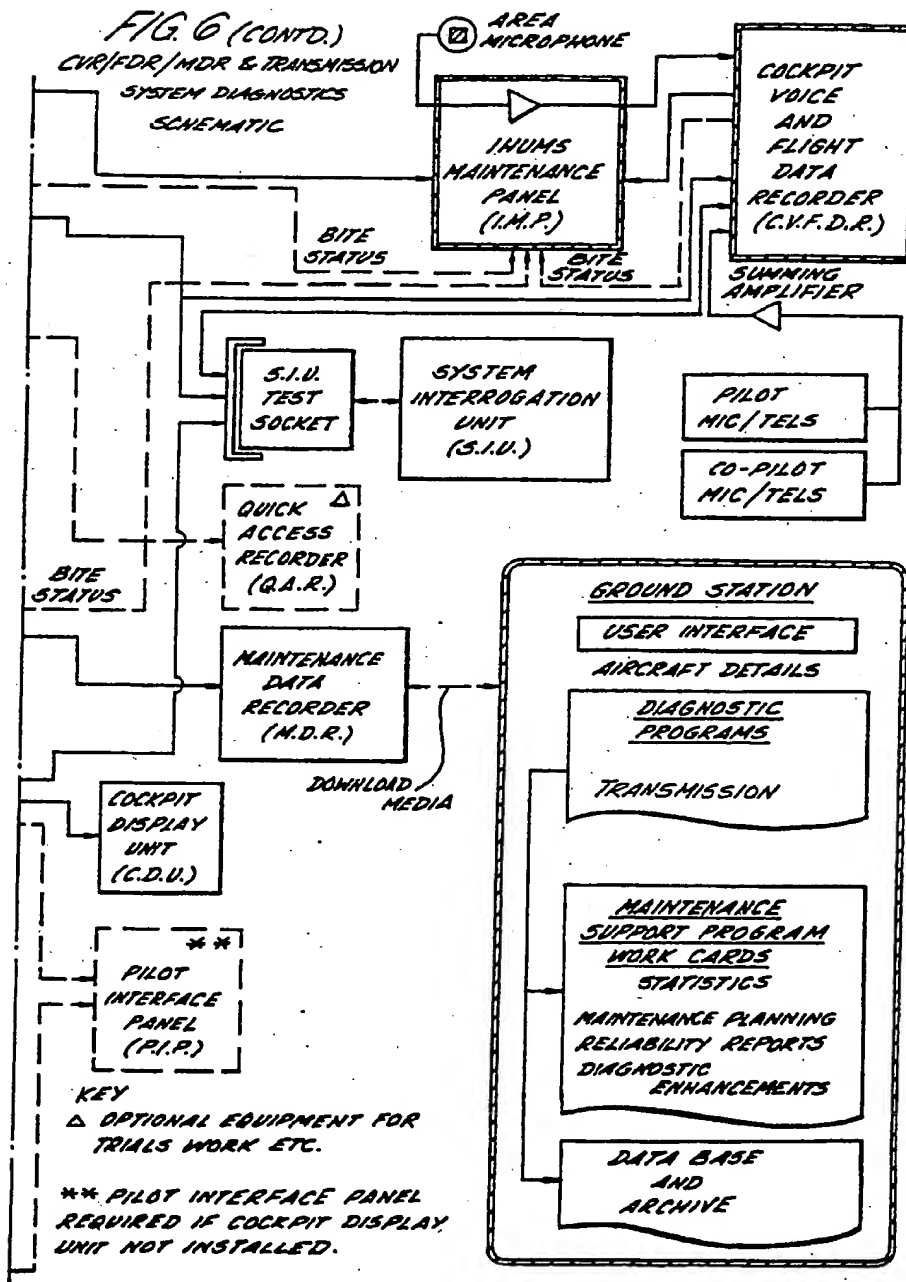 FIG. 6 (CONTD.)
CVR/FDR/MDR & TRANSMISSION
SYSTEM DIAGNOSTICS
SCHEMATIC
AREA
MICROPHONE
I.HUMS
MAINTENANCE
PANEL
(I.M.P.)
COCKPIT
VOICE
AND
FLIGHT
DATA
RECORDER
(C.V.F.D.R.)
BITE
STATUS
BITE
STATUS
SUMMING
AMPLIFIER
S.I.U.
TEST
SOCKET
SYSTEM
INTERROGATION
UNIT
(S.I.U.)
PILOT
MIC/TELS
CO-PILOT
MIC/TELS
QUICK Δ
ACCESS
RECORDER
(Q.A.R.)
BITE
STATUS
MAINTENANCE
DATA
RECORDER
(M.D.R.)
DOWNLOAD
MEDIA
GROUND STATION
USER INTERFACE
AIRCRAFT DETAILS
DIAGNOSTIC
PROGRAMS
TRANSMISSION
COCKPIT
DISPLAY
UNIT
(C.D.U.)
MAINTENANCE
SUPPORT PROGRAM
WORK CARDS
STATISTICS
MAINTENANCE PLANNING
RELIABILITY REPORTS
DIAGNOSTIC
ENHANCEMENTS
**
PILOT
INTERFACE
PANEL
(P.I.P.)
DATA BASE
AND
ARCHIVE
KEY
Δ OPTIONAL EQUIPMENT FOR
TRIALS WORK ETC.
** PILOT INTERFACE PANEL
REQUIRED IF COCKPIT DISPLAY
UNIT NOT INSTALLED.